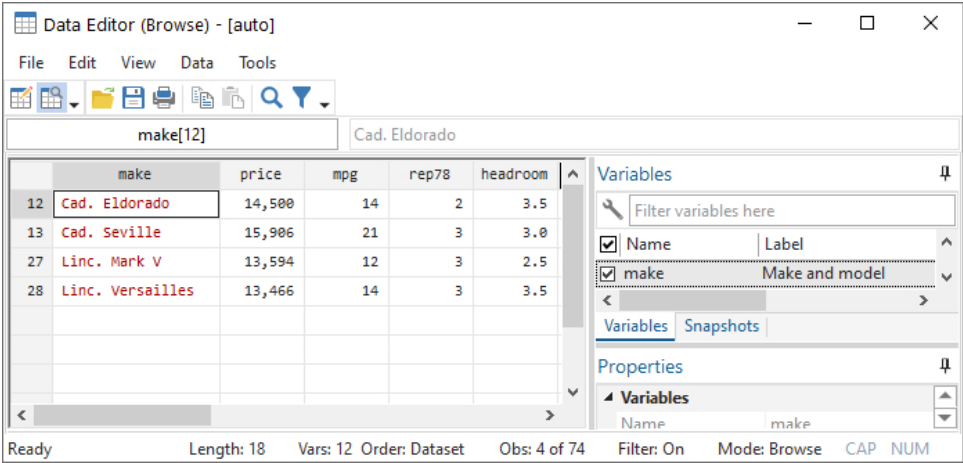 Data Editor (Browse) - [auto]
File Edit View Data Tools
make[12] Cad. Eldorado
make price mpg rep78 headroom
12 Cad. Eldorado 14,500 14 2 3.5
13 Cad. Seville 15,906 21 3 3.0
27 Linc. Mark V 13,594 12 3 2.5
28 Linc. Versailles 13,466 14 3 3.5
Variables
Filter variables here
Name Label
make Make and model
Variables Snapshots
Properties
Variables
Name make
Ready Length: 18 Vars: 12 Order: Dataset Obs: 4 of 74 Filter: On Mode: Browse CAP NUM